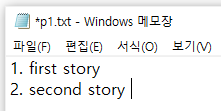 *p1.txt - Windows 메모장
파일(F) 편집(E) 서식(O) 보기(V)
1. first story
2. second story